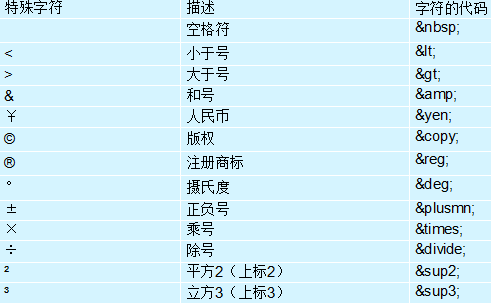 特殊字符 描述 字符的代码
空格符 &nbsp;
< 小于号 &lt;
> 大于号 &gt;
& 和号 &amp;
￥ 人民币 &yen;
© 版权 &copy;
® 注册商标 &reg;
° 摄氏度 &deg;
± 正负号 &plusmn;
× 乘号 &times;
÷ 除号 &divide;
² 平方2（上标2） &sup2;
³ 立方3（上标3） &sup3;